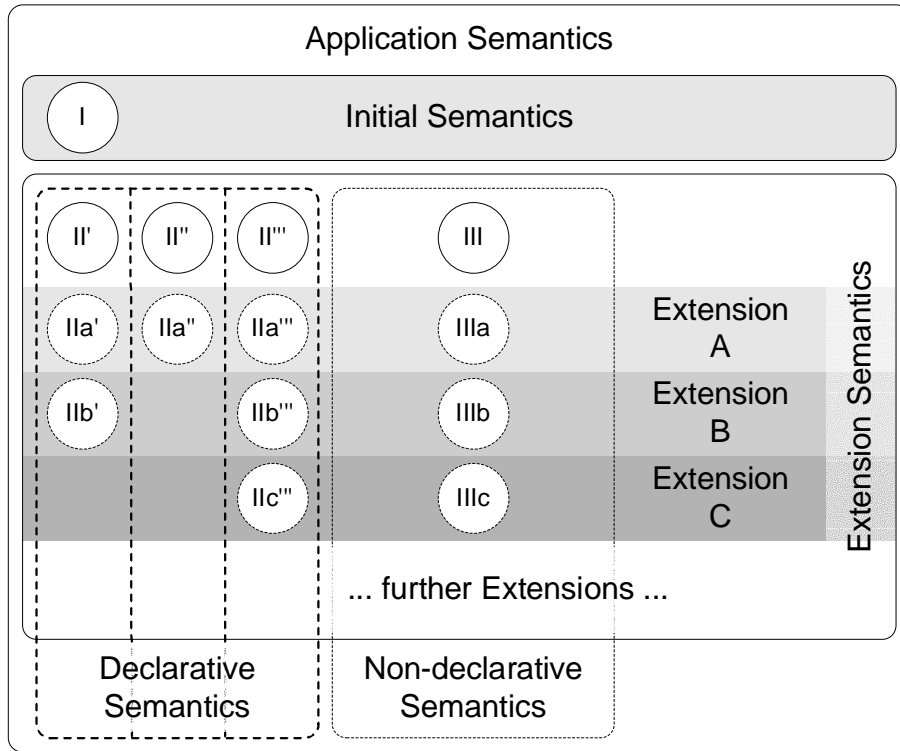 Application Semantics
I
Initial Semantics
II'
II''
II'''
III
IIa'
IIa''
IIa'''
IIIa
Extension
A
IIb'
IIb'''
IIIb
Extension
B
IIc'''
IIIc
Extension
C
Extension Semantics
... further Extensions ...
Declarative
Semantics
Non-declarative
Semantics